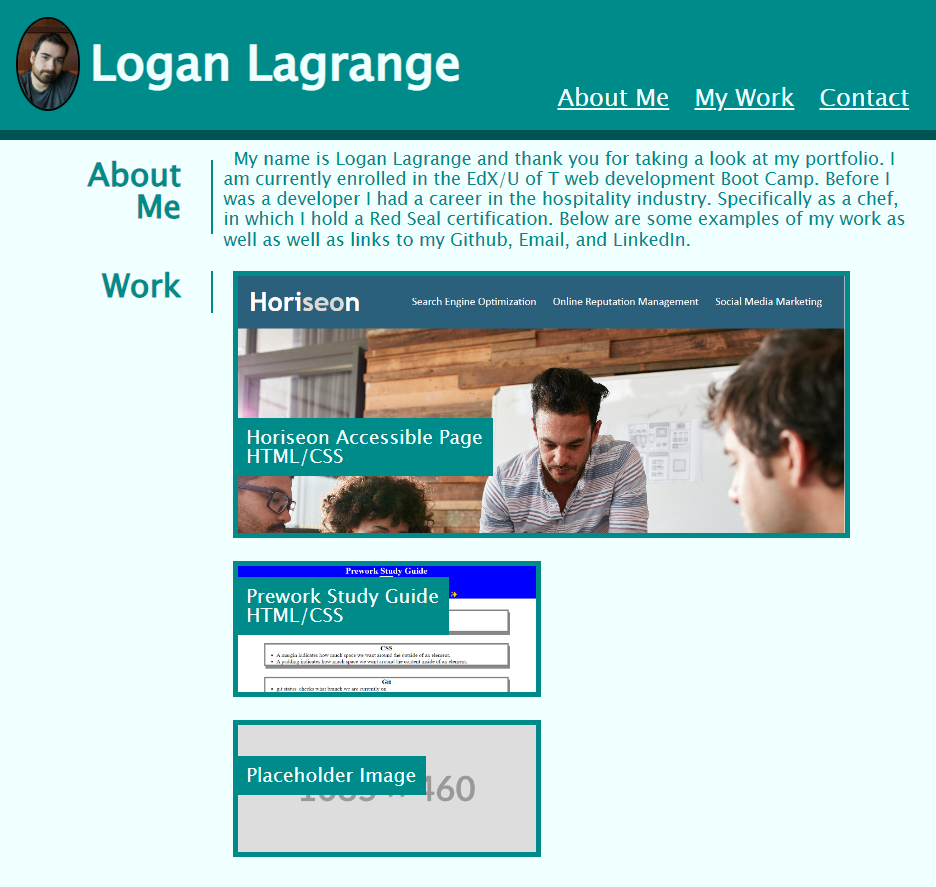 Logan Lagrange
About Me My Work Contact
About
Me
My name is Logan Lagrange and thank you for taking a look at my portfolio. I
am currently enrolled in the EdX/U of T web development Boot Camp. Before I
was a developer I had a career in the hospitality industry. Specifically as a chef,
in which I hold a Red Seal certification. Below are some examples of my work as
well as well as links to my Github, Email, and LinkedIn.
Work
Horiseon Search Engine Optimization Online Reputation Management Social Media Marketing
Horiseon Accessible Page
HTML/CSS
Prework Study Guide
Prework Study Guide
HTML/CSS
CSS
• A margin indicates how much space we want around the outside of an element.
• A padding indicates how much space we want around the content inside of an element.
Git
• git status: checks what branch we are currently on
Placeholder Image
460